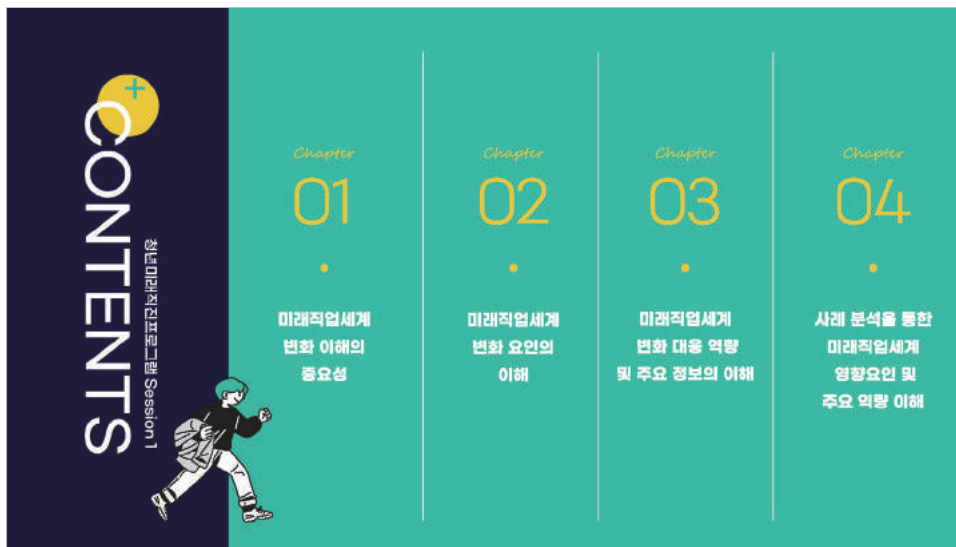 CONTENTS
청년미래직진프로그램 Session 1
Chapter
01
미래직업세계
변화 이해의
중요성
Chapter
02
미래직업세계
변화 요인의
이해
Chapter
03
미래직업세계
변화 대응 역량
및 주요 정보의 이해
Chapter
04
사례 분석을 통한
미래직업세계
영향요인 및
주요 역량 이해